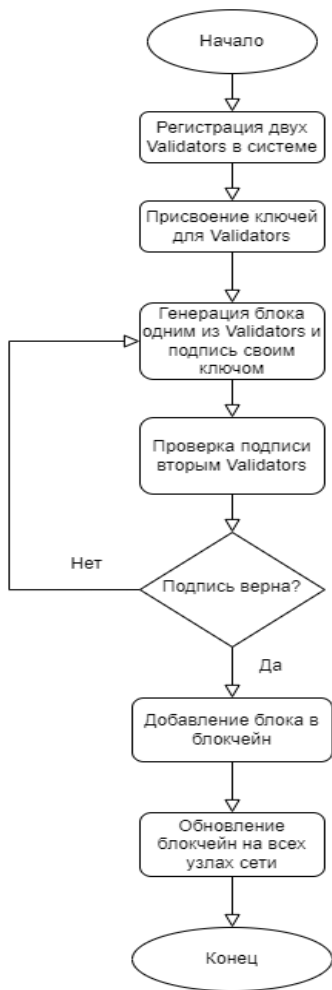 Начало
Регистрация двух
Validators в системе
Присвоение ключей
для Validators
Генерация блока
одним из Validators и
подпись своим
ключом
Проверка подписи
вторым Validators
Нет
Подпись верна?
Да
Добавление блока в
блокчейн
Обновление
блокчейн на всех
узлах сети
Конец